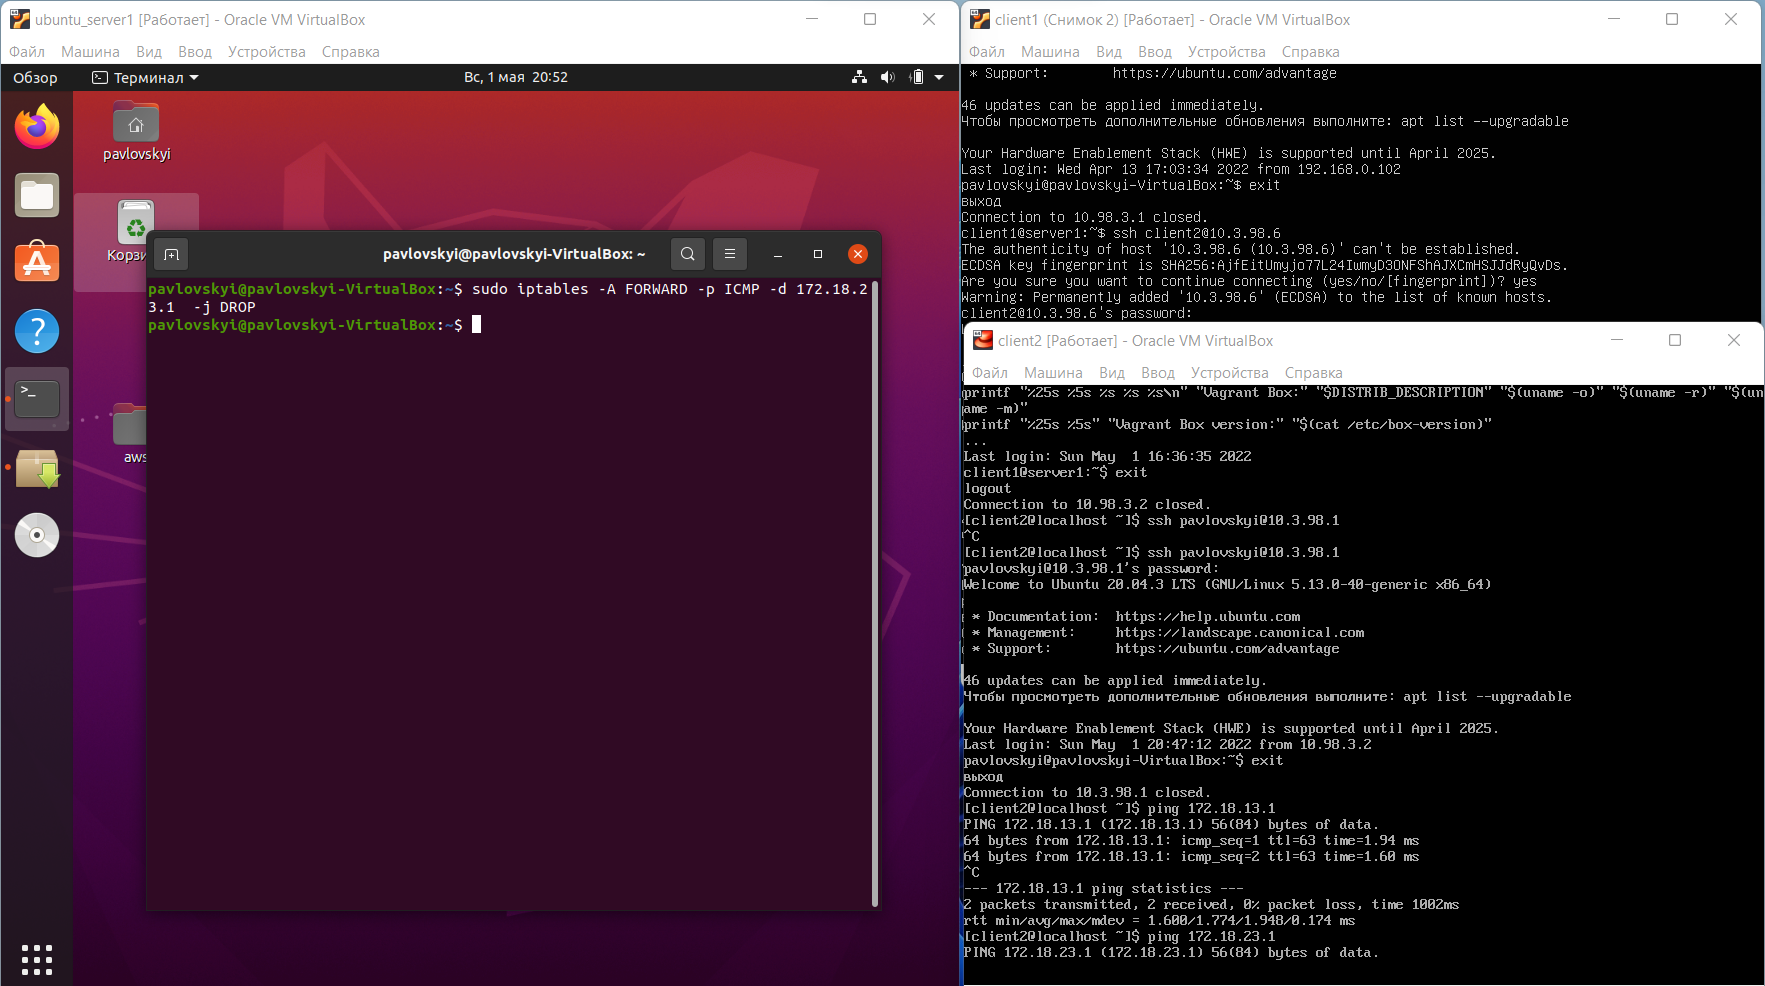 ubuntu_server1 [Работает] - Oracle VM VirtualBox
Файл Машина Вид Ввод Устройства Справка
Обзор Терминал Вс, 1 мая 20:52
pavlovskyi
Корзи
aws
pavlovskyi@pavlovskyi-VirtualBox: ~
pavlovskyi@pavlovskyi-VirtualBox:~$ sudo iptables -A FORWARD -p ICMP -d 172.18.2
3.1  -j DROP
pavlovskyi@pavlovskyi-VirtualBox:~$
client1 (Снимок 2) [Работает] - Oracle VM VirtualBox
Файл Машина Вид Ввод Устройства Справка
* Support:        https://ubuntu.com/advantage
46 updates can be applied immediately.
Чтобы просмотреть дополнительные обновления выполните: apt list --upgradable
Your Hardware Enablement Stack (HWE) is supported until April 2025.
Last login: Wed Apr 13 17:03:34 2022 from 192.168.0.102
pavlovskyi@pavlovskyi-VirtualBox:~$ exit
выход
Connection to 10.98.3.1 closed.
client1@server1:~$ ssh client2@10.3.98.6
The authenticity of host '10.3.98.6 (10.3.98.6)' can't be established.
ECDSA key fingerprint is SHA256:AjfEitUmyjo77L24IwmyD3ONFShAJXCmHSJJdRyQvDs.
Are you sure you want to continue connecting (yes/no/[fingerprint])? yes
Warning: Permanently added '10.3.98.6' (ECDSA) to the list of known hosts.
client2@10.3.98.6's password:
client2 [Работает] - Oracle VM VirtualBox
Файл Машина Вид Ввод Устройства Справка
printf "%25s %5s %s %s %s\n" "Vagrant Box:" "$DISTRIB_DESCRIPTION" "$(uname -o)" "$(uname -r)" "$(un
ame -m)"
printf "%25s %5s" "Vagrant Box version:" "$(cat /etc/box-version)"
...
Last login: Sun May  1 16:36:35 2022
client1@server1:~$ exit
logout
Connection to 10.98.3.2 closed.
[client2@localhost ~]$ ssh pavlovskyi@10.3.98.1
^C
[client2@localhost ~]$ ssh pavlovskyi@10.3.98.1
pavlovskyi@10.3.98.1's password:
Welcome to Ubuntu 20.04.3 LTS (GNU/Linux 5.13.0-40-generic x86_64)
* Documentation:  https://help.ubuntu.com
* Management:     https://landscape.canonical.com
* Support:        https://ubuntu.com/advantage
46 updates can be applied immediately.
Чтобы просмотреть дополнительные обновления выполните: apt list --upgradable
Your Hardware Enablement Stack (HWE) is supported until April 2025.
Last login: Sun May  1 20:47:12 2022 from 10.98.3.2
pavlovskyi@pavlovskyi-VirtualBox:~$ exit
выход
Connection to 10.3.98.1 closed.
[client2@localhost ~]$ ping 172.18.13.1
PING 172.18.13.1 (172.18.13.1) 56(84) bytes of data.
64 bytes from 172.18.13.1: icmp_seq=1 ttl=63 time=1.94 ms
64 bytes from 172.18.13.1: icmp_seq=2 ttl=63 time=1.60 ms
^C
--- 172.18.13.1 ping statistics ---
2 packets transmitted, 2 received, 0% packet loss, time 1002ms
rtt min/avg/max/mdev = 1.600/1.774/1.948/0.174 ms
[client2@localhost ~]$ ping 172.18.23.1
PING 172.18.23.1 (172.18.23.1) 56(84) bytes of data.